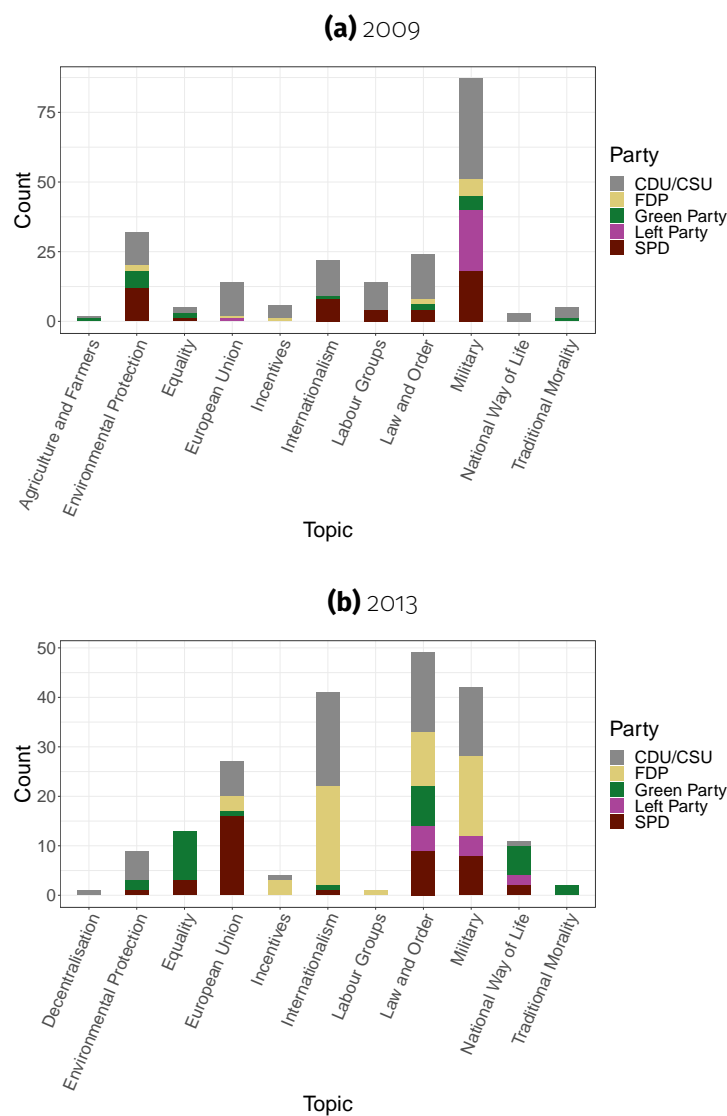 (a) 2009
75
50
25
0
Count
Agriculture and Farmers
Environmental Protection
Equality
European Union
Incentives
Internationalism
Labour Groups
Law and Order
Military
National Way of Life
Traditional Morality
Topic
Party
CDU/CSU
FDP
Green Party
Left Party
SPD
(b) 2013
50
40
30
20
10
0
Count
Decentralisation
Environmental Protection
Equality
European Union
Incentives
Internationalism
Labour Groups
Law and Order
Military
National Way of Life
Traditional Morality
Topic
Party
CDU/CSU
FDP
Green Party
Left Party
SPD